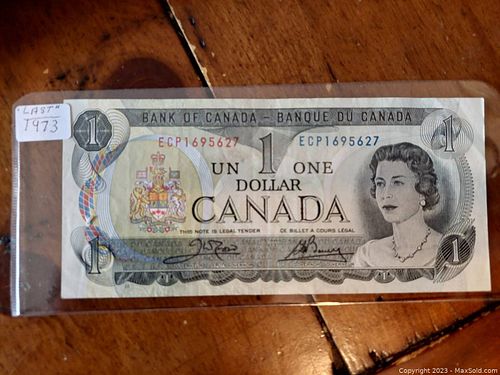 "LAST"
1973
BANK OF CANADA – BANQUE DU CANADA
1
1
ECP1695627
1
ECP1695627
UN
ONE
DOLLAR
CANADA
THIS NOTE IS LEGAL TENDER
CE BILLET A COURS LÉGAL
1
1
Copyright 2023 - MaxSold.com